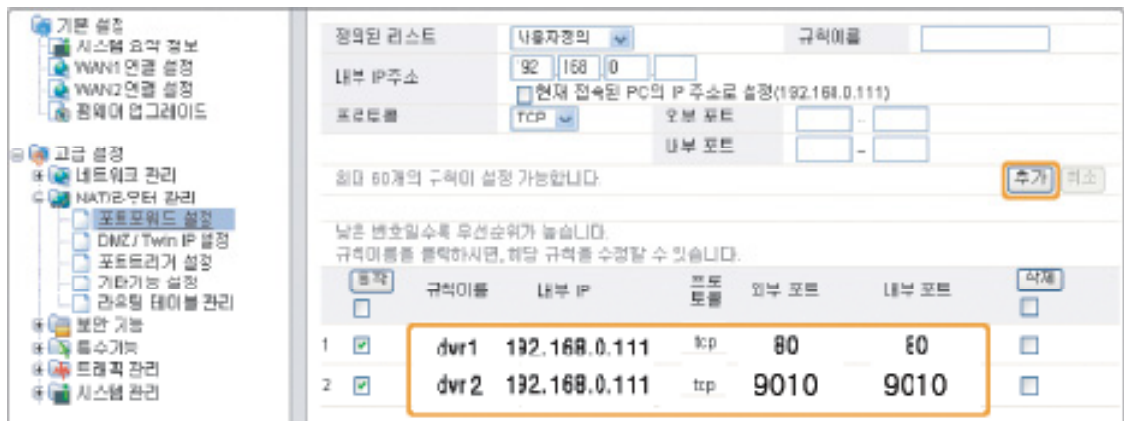 기본 설정
시스템 요약 정보
WAN1 연결 설정
WAN2 연결 설정
펌웨어 업그레이드
고급 설정
네트워크 관리
NAT/라우터 관리
포트포워드 설정
DMZ / Twin IP 설정
포트트리거 설정
기타기능 설정
라우팅 테이블 관리
보안 기능
특수기능
트래픽 관리
시스템 관리
정의된 리스트 사용자정의 규칙이름
내부 IP주소 92 168 0
현재 접속된 PC의 IP 주소로 설정(192.168.0.111)
프로토콜 TCP 외부 포트 -
내부 포트 -
최대 60개의 규칙이 설정 가능합니다. 추가 취소
낮은 번호일수록 우선순위가 높습니다.
규칙이름을 클릭하시면, 해당 규칙을 수정할 수 있습니다.
동작 규칙이름 내부 IP 프로토콜 외부 포트 내부 포트 삭제
1 dvr1 192.168.0.111 tcp 80 80
2 dvr2 192.168.0.111 tcp 9010 9010